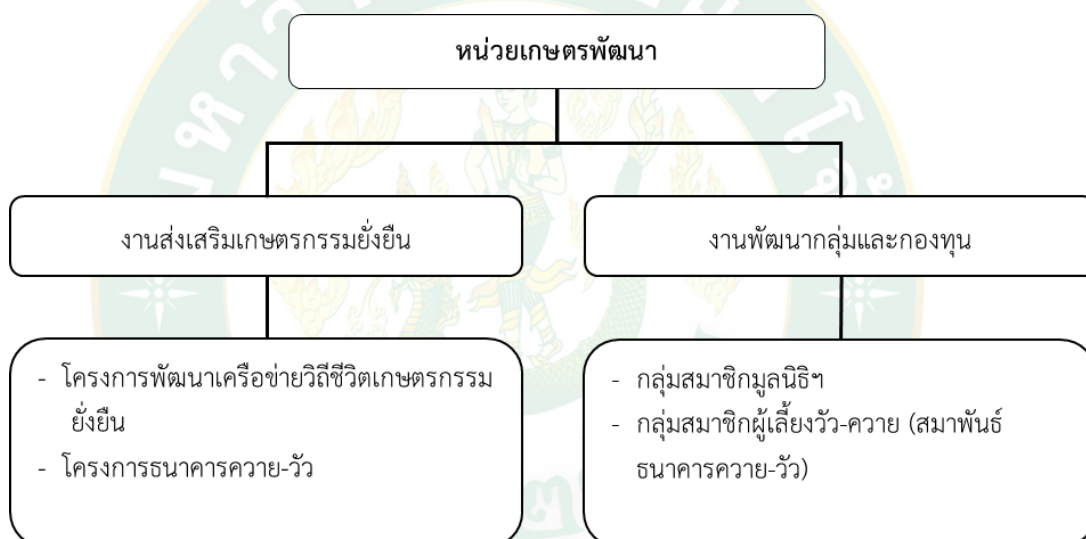 หน่วยเกษตรพัฒนา
งานส่งเสริมเกษตรกรรมยั่งยืน
งานพัฒนากลุ่มและกองทุน
- โครงการพัฒนาเครือข่ายวิถีชีวิตเกษตรกรรม
ยั่งยืน
- โครงการธนาคารควาย-วัว
- กลุ่มสมาชิกมูลนิธิฯ
- กลุ่มสมาชิกผู้เลี้ยงวัว-ควาย (สมาพันธ์
ธนาคารควาย-วัว)